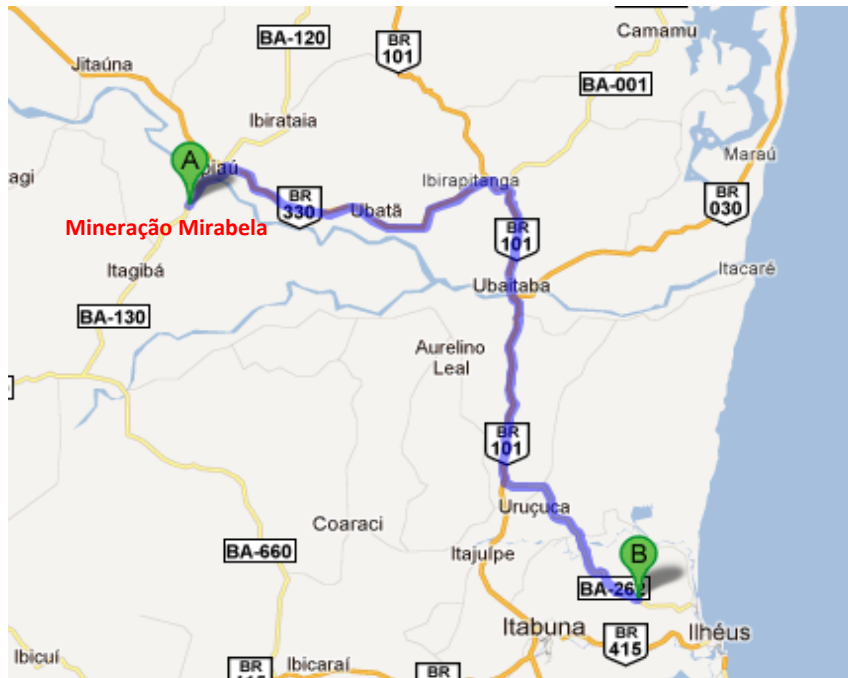 BA-120
BR
101
Camamu
Jitaúna
BA-001
Ibirataia
Maraú
A
Ibirapitanga
BR
030
BR
330
Ubatã
Mineração Mirabela
BR
101
Itagibá
Itacaré
Ubaitaba
BA-130
Aurelino
Leal
BR
101
Uruçuca
Coaraci
Itajuípe
B
BA-660
BA-262
Itabuna
BR
415
Ilhéus
Ibicuí
BR
Ibicaraí
BR